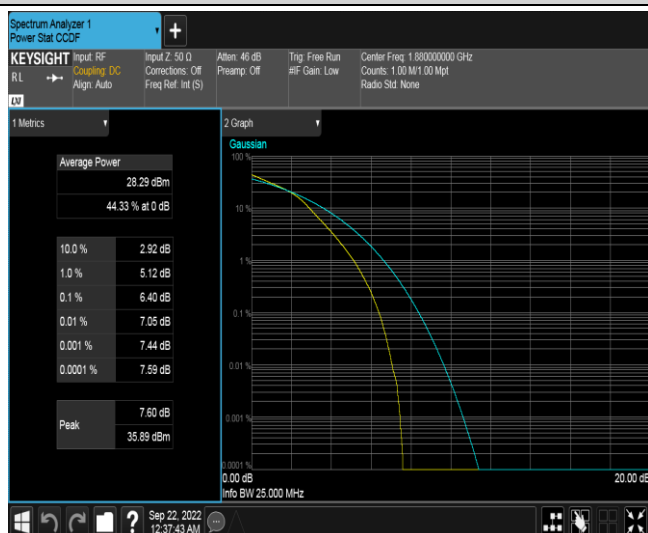 Spectrum Analyzer 1
Power Stat CCDF
KEYSIGHT
RL
LXI
Input: RF
Coupling: DC
Align: Auto
Input Z: 50 Ω
Corrections: Off
Freq Ref: Int (S)
Atten: 46 dB
Preamp: Off
Trig: Free Run
#IF Gain: Low
Center Freq: 1.880000000 GHz
Counts: 1.00 M/1.00 Mpt
Radio Std: None
1 Metrics
Average Power
28.29 dBm
44.33 % at 0 dB
10.0 % 2.92 dB
1.0 % 5.12 dB
0.1 % 6.40 dB
0.01 % 7.05 dB
0.001 % 7.44 dB
0.0001 % 7.59 dB
Peak
7.60 dB
35.89 dBm
2 Graph
Gaussian
100 %
10 %
1 %
0.1 %
0.01 %
0.001 %
0.0001 %
0.00 dB
20.00 dB
Info BW 25.000 MHz
?
Sep 22, 2022
12:37:43 AM